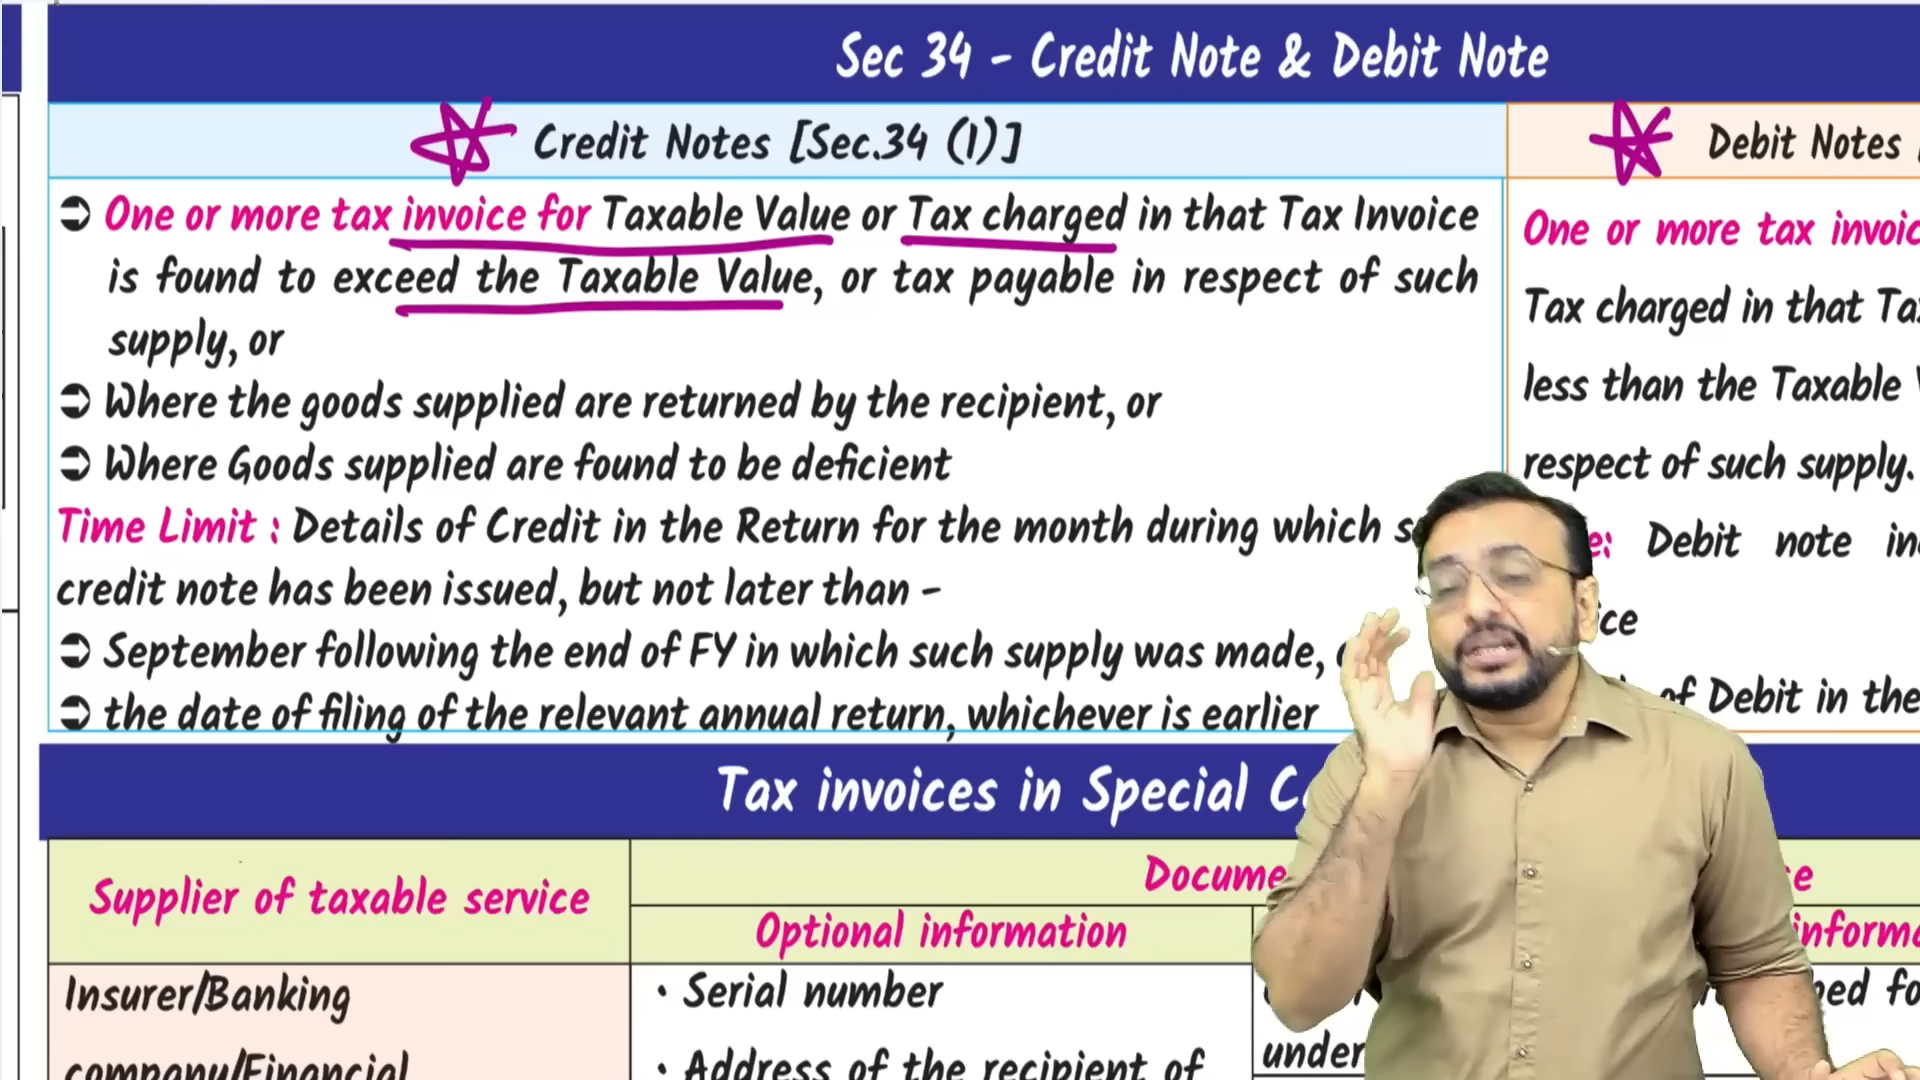 Sec 34 - Credit Note & Debit Note
Credit Notes [Sec.34 (1)]
One or more tax invoice for Taxable Value or Tax charged in that Tax Invoice
is found to exceed the Taxable Value, or tax payable in respect of such
supply, or
Where the goods supplied are returned by the recipient, or
Where Goods supplied are found to be deficient
Time Limit : Details of Credit in the Return for the month during which
credit note has been issued, but not later than -
September following the end of FY in which such supply was made,
the date of filing of the relevant annual return, whichever is earlier
Debit Notes
One or more tax
Tax charged in that
less than the Taxable
respect of such supply.
Debit note
of Debit in the
Tax invoices in Special
Supplier of taxable service
Optional information
Insurer/Banking
company/Financial
• Serial number
• Address of the recipient of
under